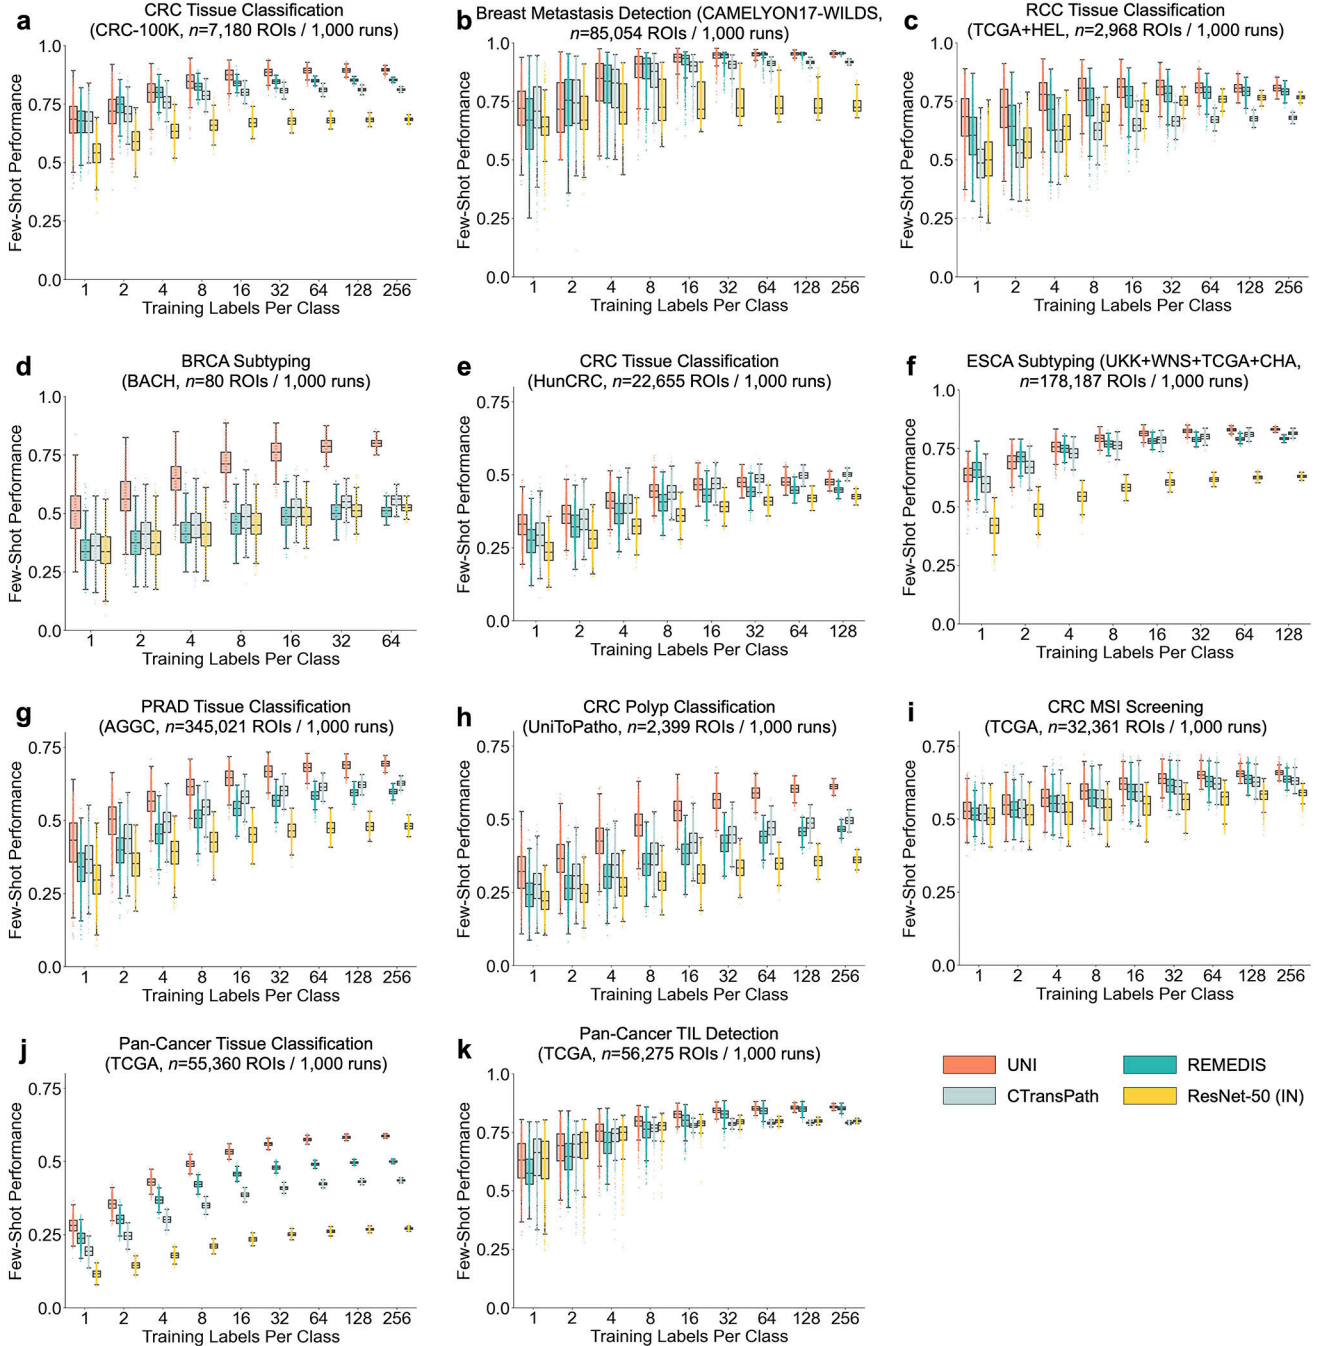 a
CRC Tissue Classification
(CRC-100K, n=7,180 ROIs / 1,000 runs)
Few-Shot Performance
1.0
0.75
0.5
0.25
0.0
1 2 4 8 16 32 64 128 256
Training Labels Per Class
b
Breast Metastasis Detection (CAMELYON17-WILDS,
n=85,054 ROIs / 1,000 runs)
Few-Shot Performance
1.0
0.75
0.5
0.25
0.0
1 2 4 8 16 32 64 128 256
Training Labels Per Class
c
RCC Tissue Classification
(TCGA+HEL, n=2,968 ROIs / 1,000 runs)
Few-Shot Performance
1.0
0.75
0.5
0.25
0.0
1 2 4 8 16 32 64 128 256
Training Labels Per Class
d
BRCA Subtyping
(BACH, n=80 ROIs / 1,000 runs)
Few-Shot Performance
1.0
0.75
0.5
0.25
0.0
1 2 4 8 16 32 64
Training Labels Per Class
e
CRC Tissue Classification
(HunCRC, n=22,655 ROIs / 1,000 runs)
Few-Shot Performance
0.75
0.5
0.25
0.0
1 2 4 8 16 32 64 128
Training Labels Per Class
f
ESCA Subtyping (UKK+WNS+TCGA+CHA,
n=178,187 ROIs / 1,000 runs)
Few-Shot Performance
1.0
0.75
0.5
0.25
0.0
1 2 4 8 16 32 64 128
Training Labels Per Class
g
PRAD Tissue Classification
(AGGC, n=345,021 ROIs / 1,000 runs)
Few-Shot Performance
0.75
0.5
0.25
0.0
1 2 4 8 16 32 64 128 256
Training Labels Per Class
h
CRC Polyp Classification
(UniToPatho, n=2,399 ROIs / 1,000 runs)
Few-Shot Performance
0.75
0.5
0.25
0.0
1 2 4 8 16 32 64 128 256
Training Labels Per Class
i
CRC MSI Screening
(TCGA, n=32,361 ROIs / 1,000 runs)
Few-Shot Performance
0.75
0.5
0.25
0.0
1 2 4 8 16 32 64 128 256
Training Labels Per Class
j
Pan-Cancer Tissue Classification
(TCGA, n=55,360 ROIs / 1,000 runs)
Few-Shot Performance
0.75
0.5
0.25
0.0
1 2 4 8 16 32 64 128 256
Training Labels Per Class
k
Pan-Cancer TIL Detection
(TCGA, n=56,275 ROIs / 1,000 runs)
Few-Shot Performance
1.0
0.75
0.5
0.25
0.0
1 2 4 8 16 32 64 128 256
Training Labels Per Class
UNI
REMEDIS
CTransPath
ResNet-50 (IN)